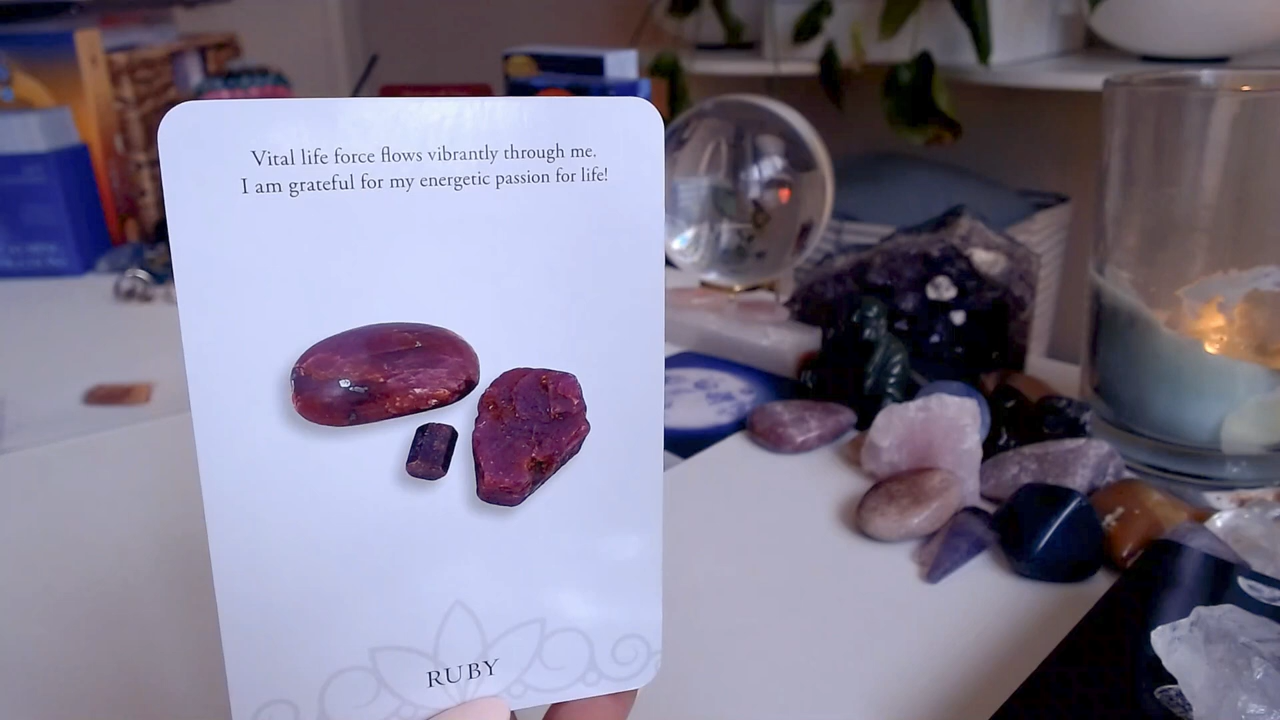 Vital life force flows vibrantly through me.
I am grateful for my energetic passion for life!
RUBY